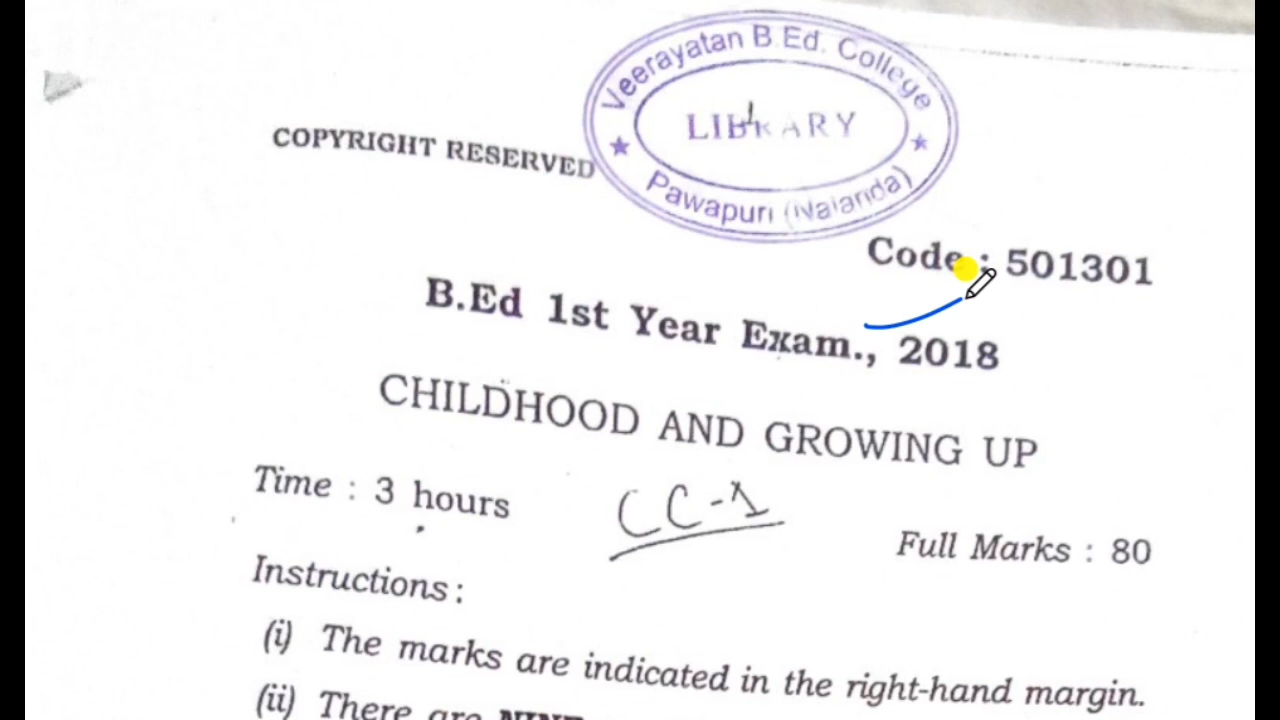 Veerayatan B.Ed. College
LIBRARY
Pawapuri (Nalanda)
COPYRIGHT RESERVED
Code : 501301
B.Ed 1st Year Exam., 2018
CHILDHOOD AND GROWING UP
Time : 3 hours
CC-1
Full Marks : 80
Instructions :
(i) The marks are indicated in the right-hand margin.
(ii) There are NINE